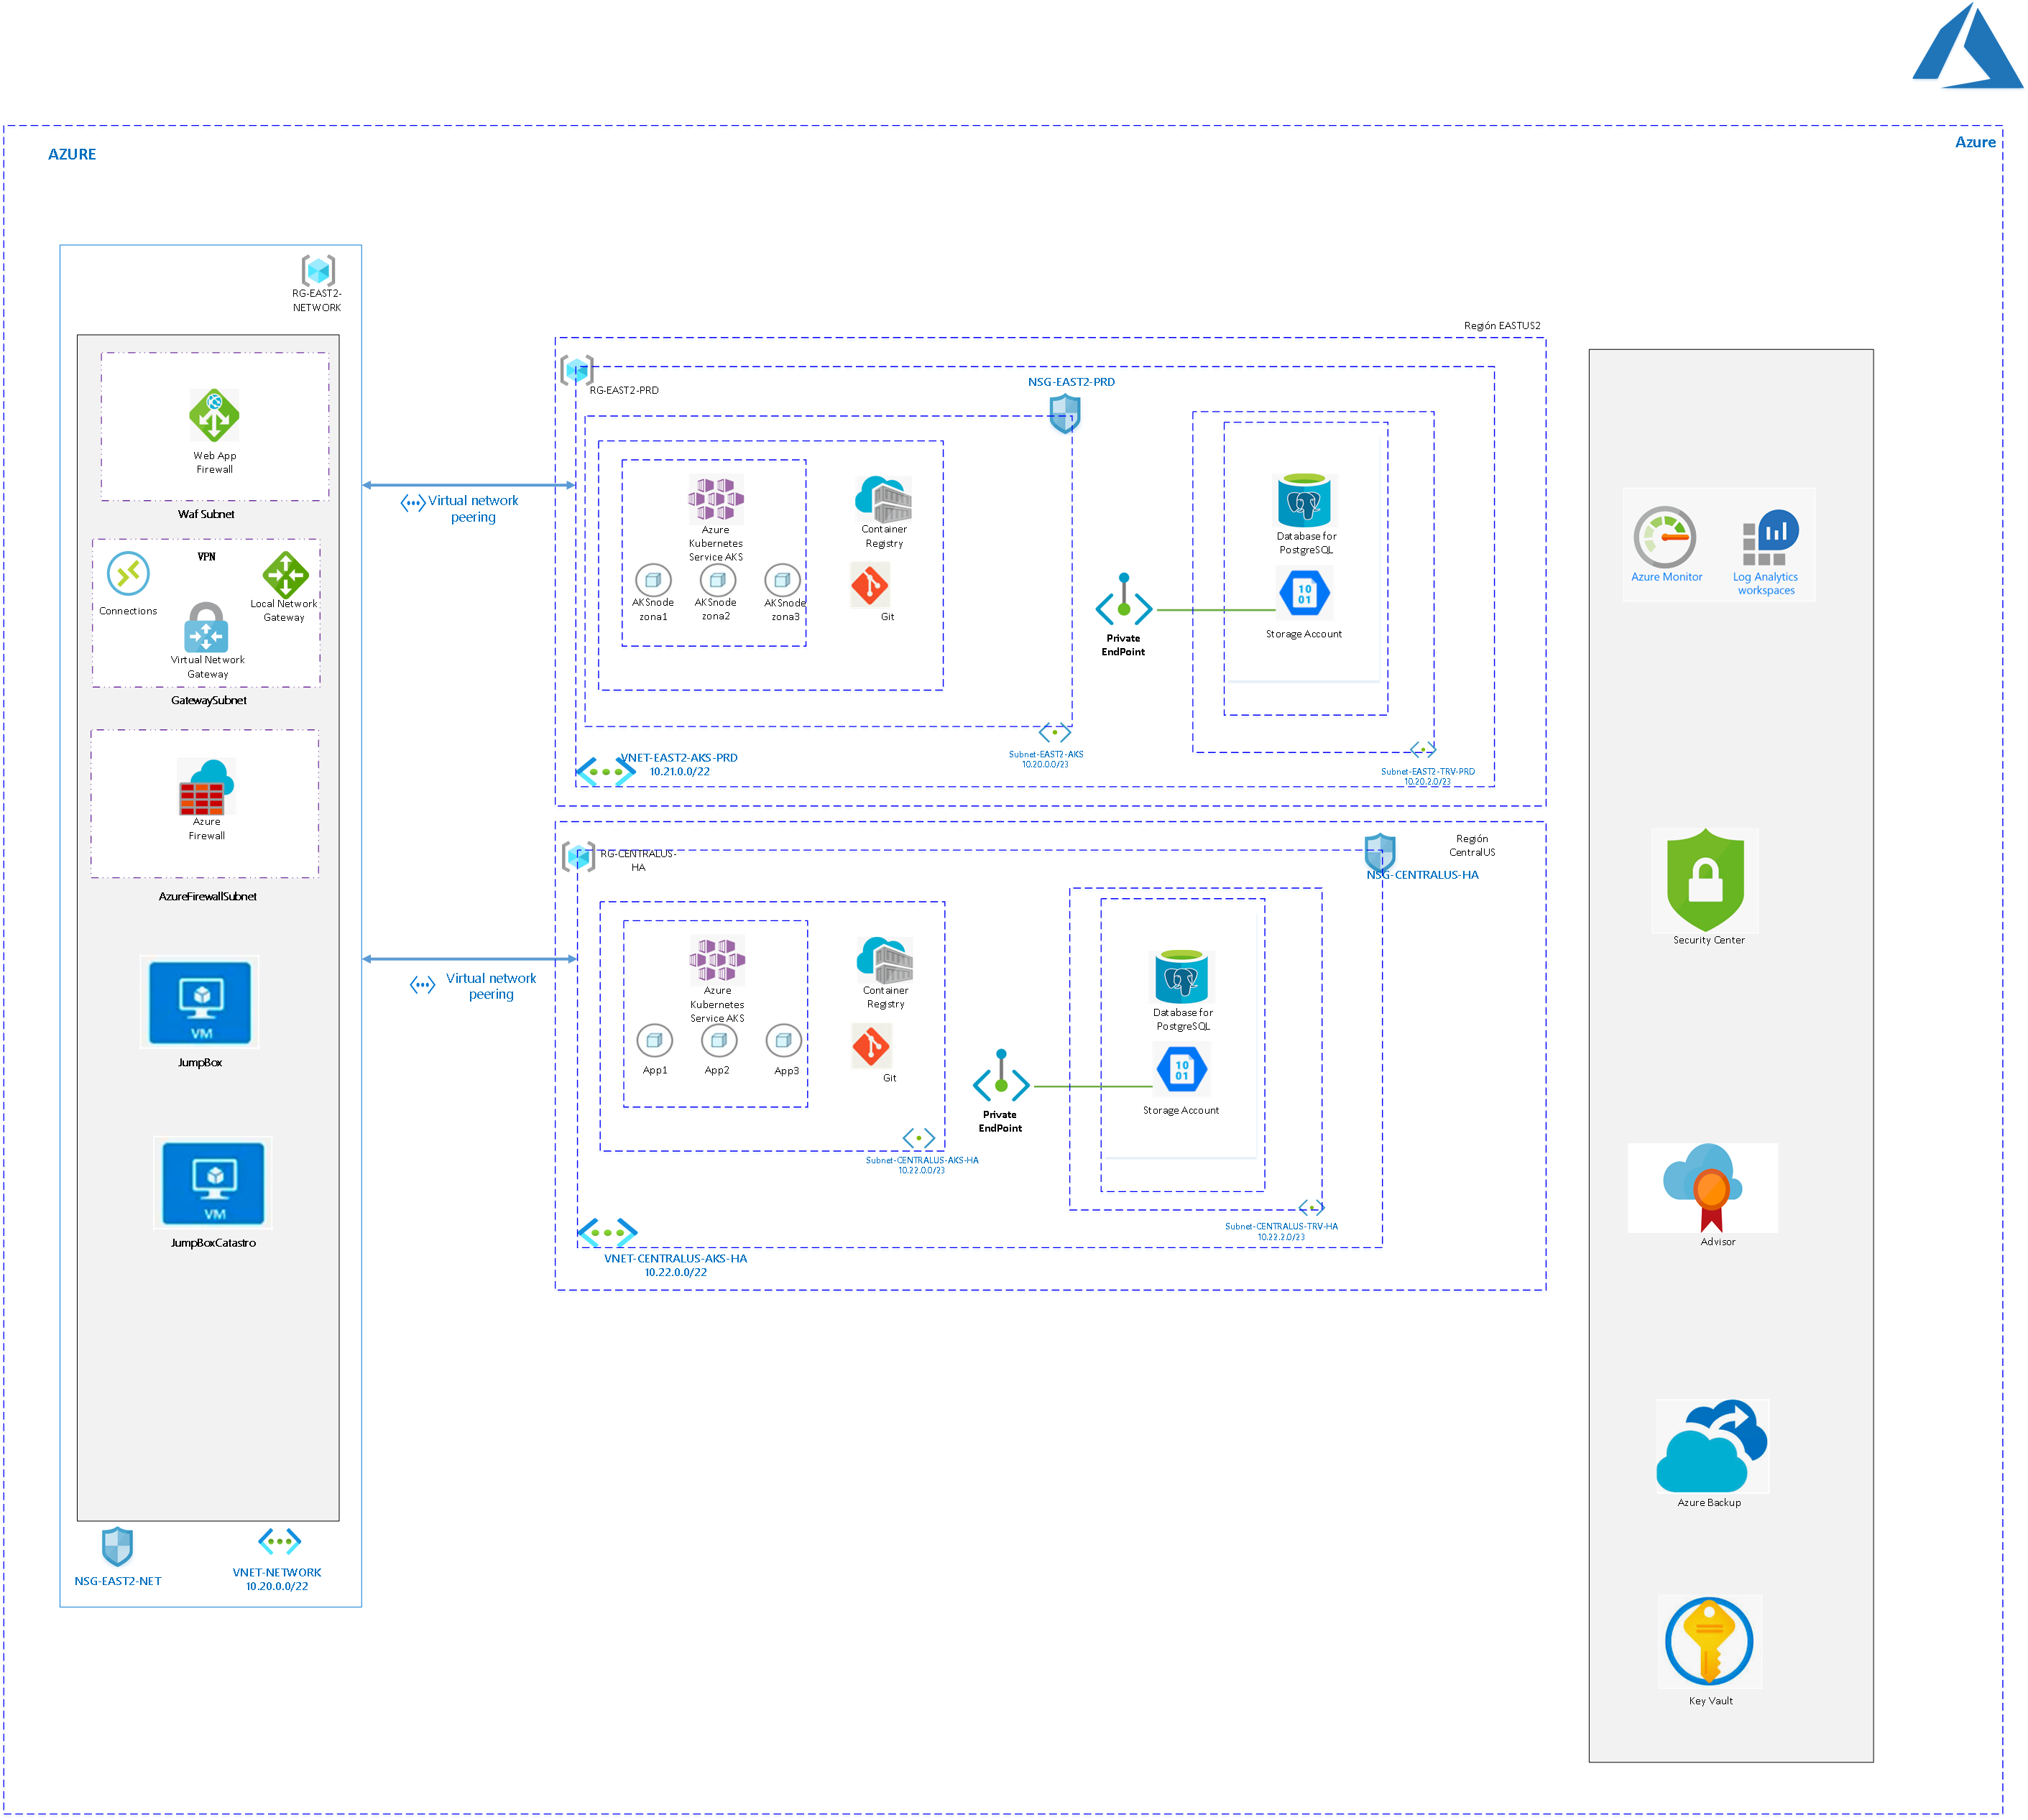 AZURE
Azure
RG-EAST2-
NETWORK
Web App
Firewall
Waf Subnet
VPN
Connections
Local Network
Gateway
Virtual Network
Gateway
GatewaySubnet
Azure
Firewall
AzureFirewallSubnet
VM
JumpBox
VM
JumpBoxCatastro
NSG-EAST2-NET
VNET-NETWORK
10.20.0.0/22
Virtual network
peering
Virtual network
peering
Región EASTUS2
RG-EAST2-PRD
NSG-EAST2-PRD
Azure
Kubernetes
Service AKS
AKSnode
zona1
AKSnode
zona2
AKSnode
zona3
Container
Registry
Git
Private
EndPoint
Database for
PostgreSQL
10
01
Storage Account
Subnet-EAST2-AKS
10.20.0.0/23
Subnet-EAST2-TRV-PRD
10.20.2.0/23
VNET-EAST2-AKS-PRD
10.21.0.0/22
Región
CentralUS
RG-CENTRALUS-
HA
NSG-CENTRALUS-HA
Azure
Kubernetes
Service AKS
App1
App2
App3
Container
Registry
Git
Private
EndPoint
Database for
PostgreSQL
10
01
Storage Account
Subnet-CENTRALUS-AKS-HA
10.22.0.0/23
Subnet-CENTRALUS-TRV-HA
10.22.2.0/23
VNET-CENTRALUS-AKS-HA
10.22.0.0/22
Azure Monitor
Log Analytics
workspaces
Security Center
Advisor
Azure Backup
Key Vault